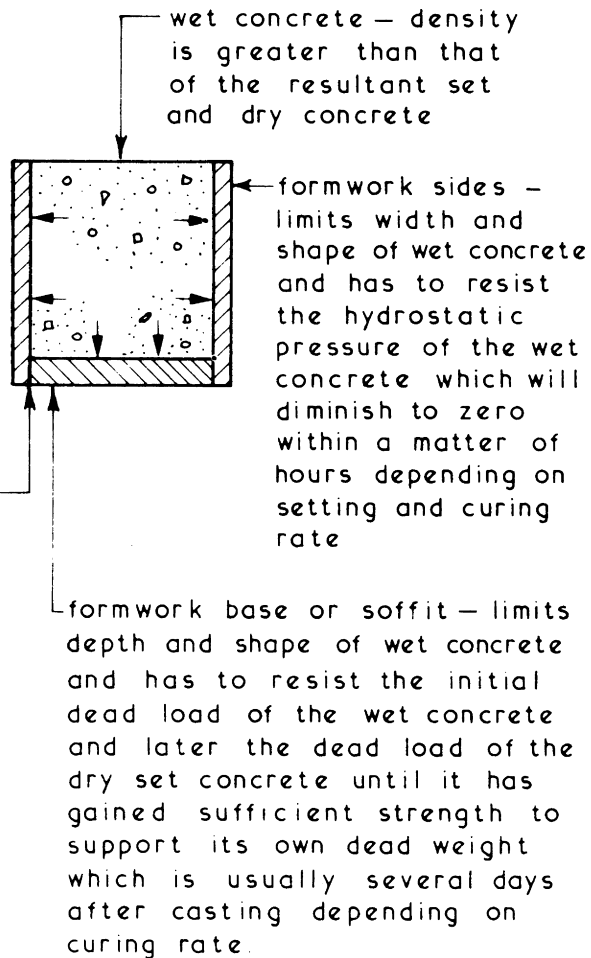 wet concrete — density
is greater than that
of the resultant set
and dry concrete
formwork sides –
limits width and
shape of wet concrete
and has to resist
the hydrostatic
pressure of the wet
concrete which will
diminish to zero
within a matter of
hours depending on
setting and curing
rate
formwork base or soffit — limits
depth and shape of wet concrete
and has to resist the initial
dead load of the wet concrete
and later the dead load of the
dry set concrete until it has
gained sufficient strength to
support its own dead weight
which is usually several days
after casting depending on
curing rate.